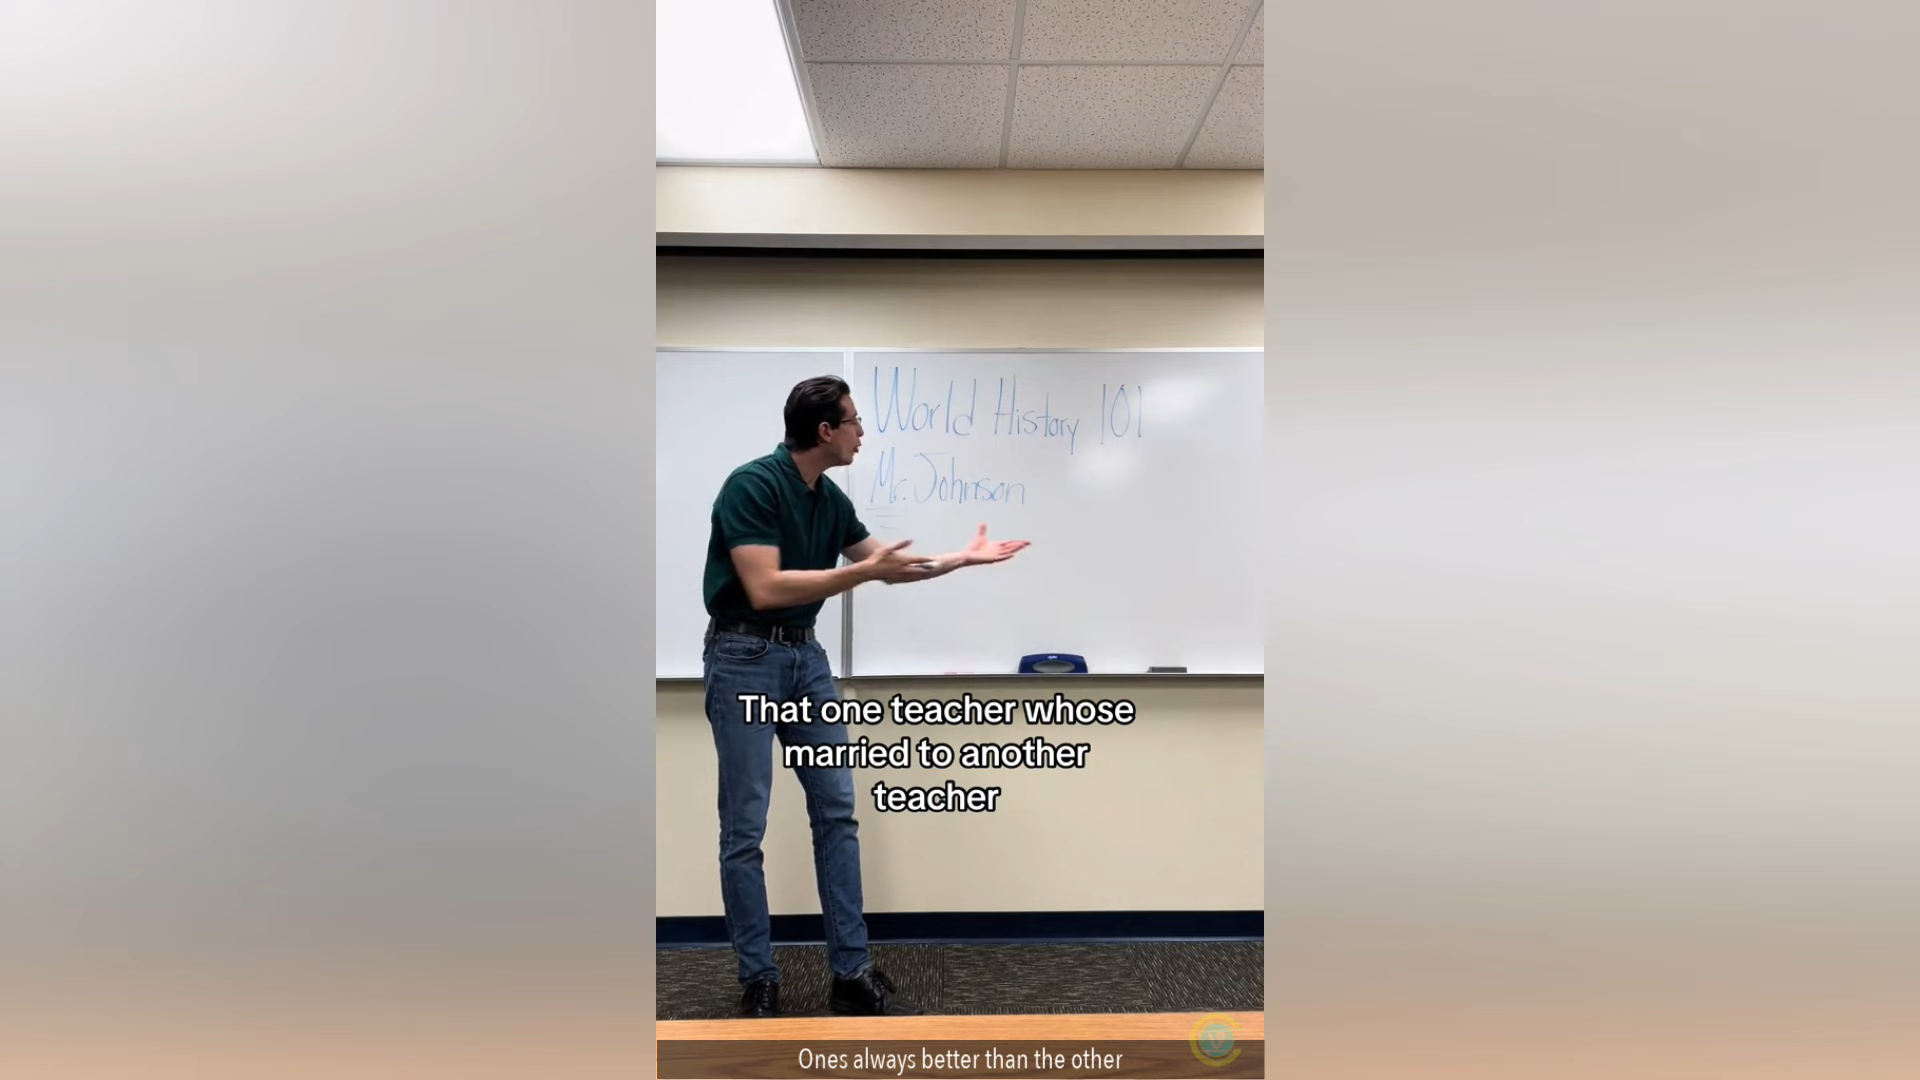 World History 101
Mr. Johnson
That one teacher whose
married to another
teacher
Ones always better than the other